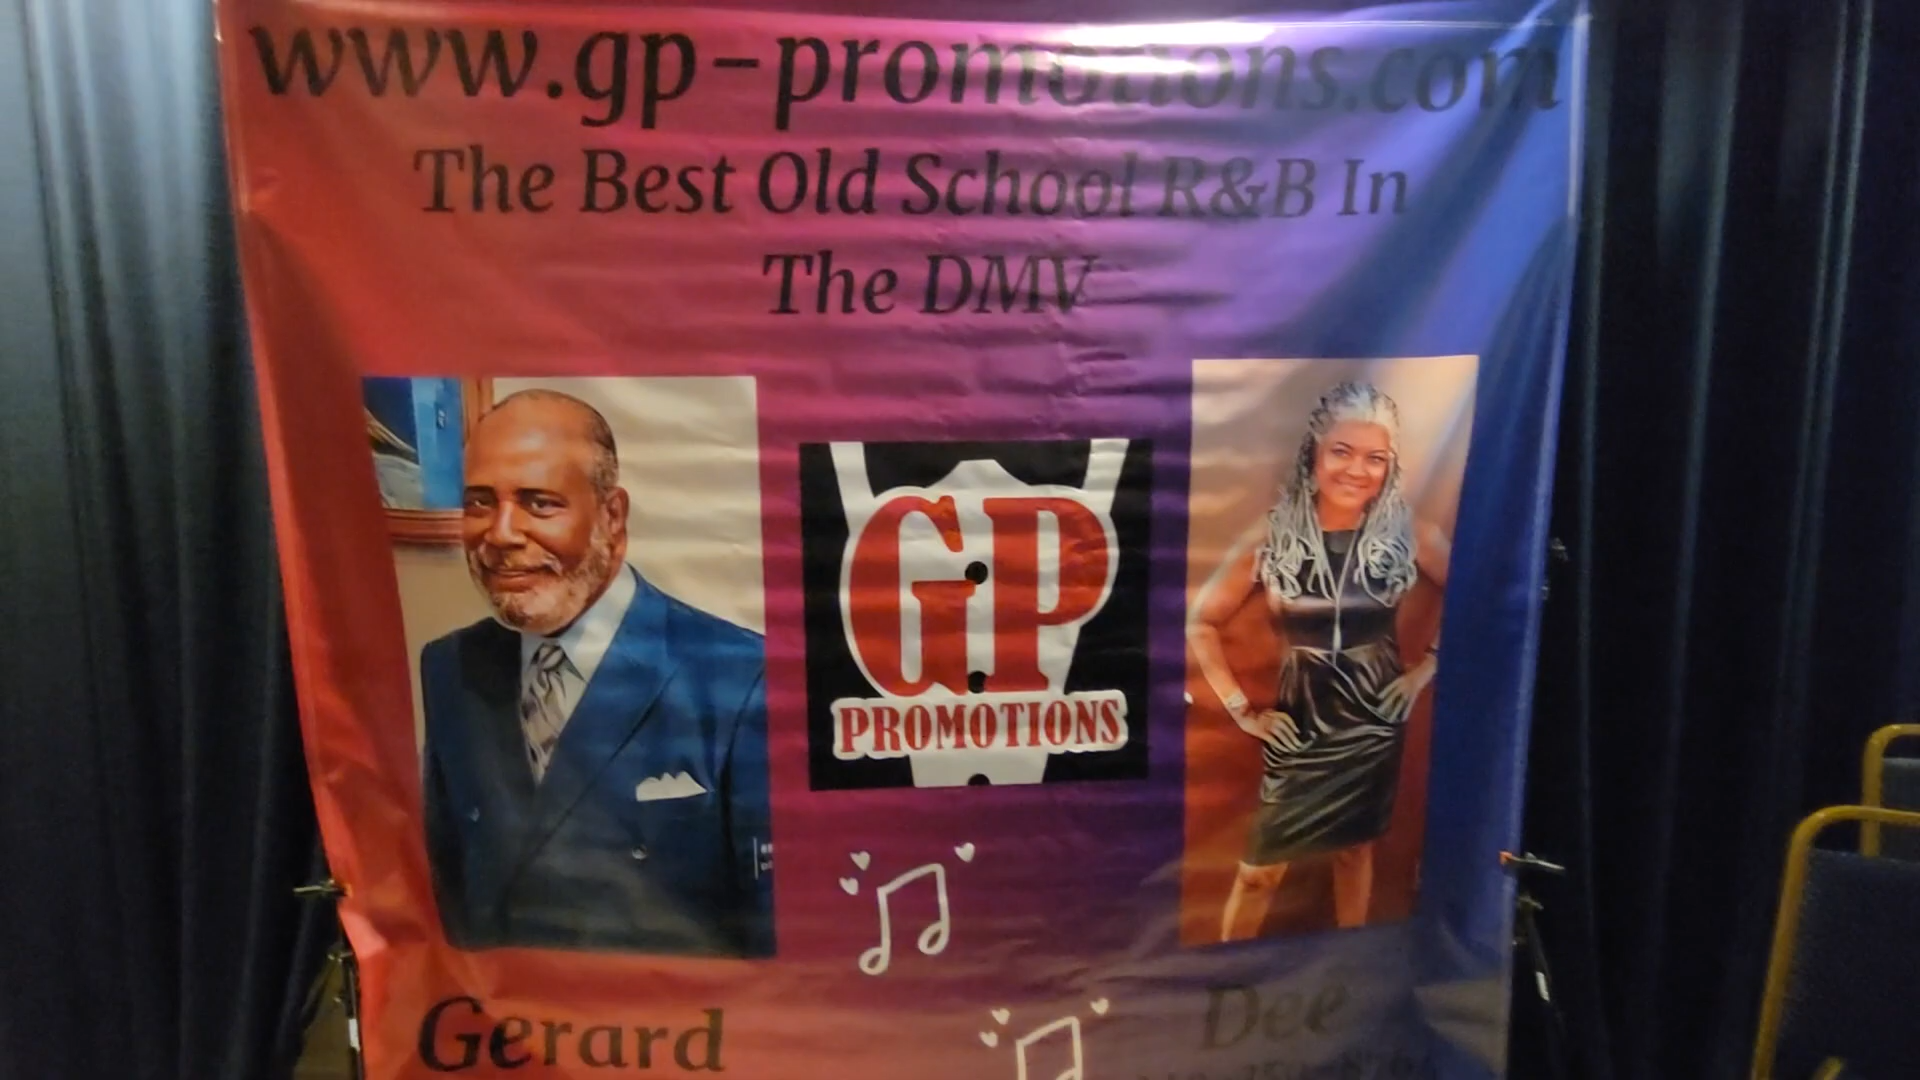 www.gp-promotions.com
The Best Old School R&B In
The DMV
GP
PROMOTIONS
Gerard
Dee